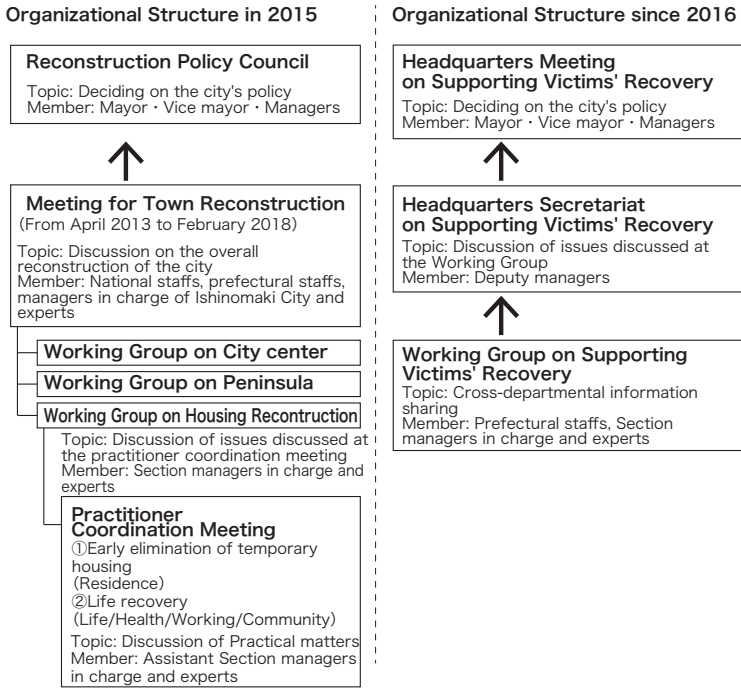 Organizational Structure in 2015
Reconstruction Policy Council
Topic: Deciding on the city's policy
Member: Mayor・Vice mayor・Managers
Meeting for Town Reconstruction
(From April 2013 to February 2018)
Topic: Discussion on the overall
reconstruction of the city
Member: National staffs, prefectural staffs,
managers in charge of Ishinomaki City and
experts
Working Group on City center
Working Group on Peninsula
Working Group on Housing Recontruction
Topic: Discussion of issues discussed at
the practitioner coordination meeting
Member: Section managers in charge and
experts
Practitioner
Coordination Meeting
①Early elimination of temporary
housing
(Residence)
②Life recovery
(Life/Health/Working/Community)
Topic: Discussion of Practical matters
Member: Assistant Section managers
in charge and experts
Organizational Structure since 2016
Headquarters Meeting
on Supporting Victims' Recovery
Topic: Deciding on the city's policy
Member: Mayor・Vice mayor・Managers
Headquarters Secretariat
on Supporting Victims' Recovery
Topic: Discussion of issues discussed at
the Working Group
Member: Deputy managers
Working Group on Supporting
Victims' Recovery
Topic: Cross-departmental information
sharing
Member: Prefectural staffs, Section
managers in charge and experts